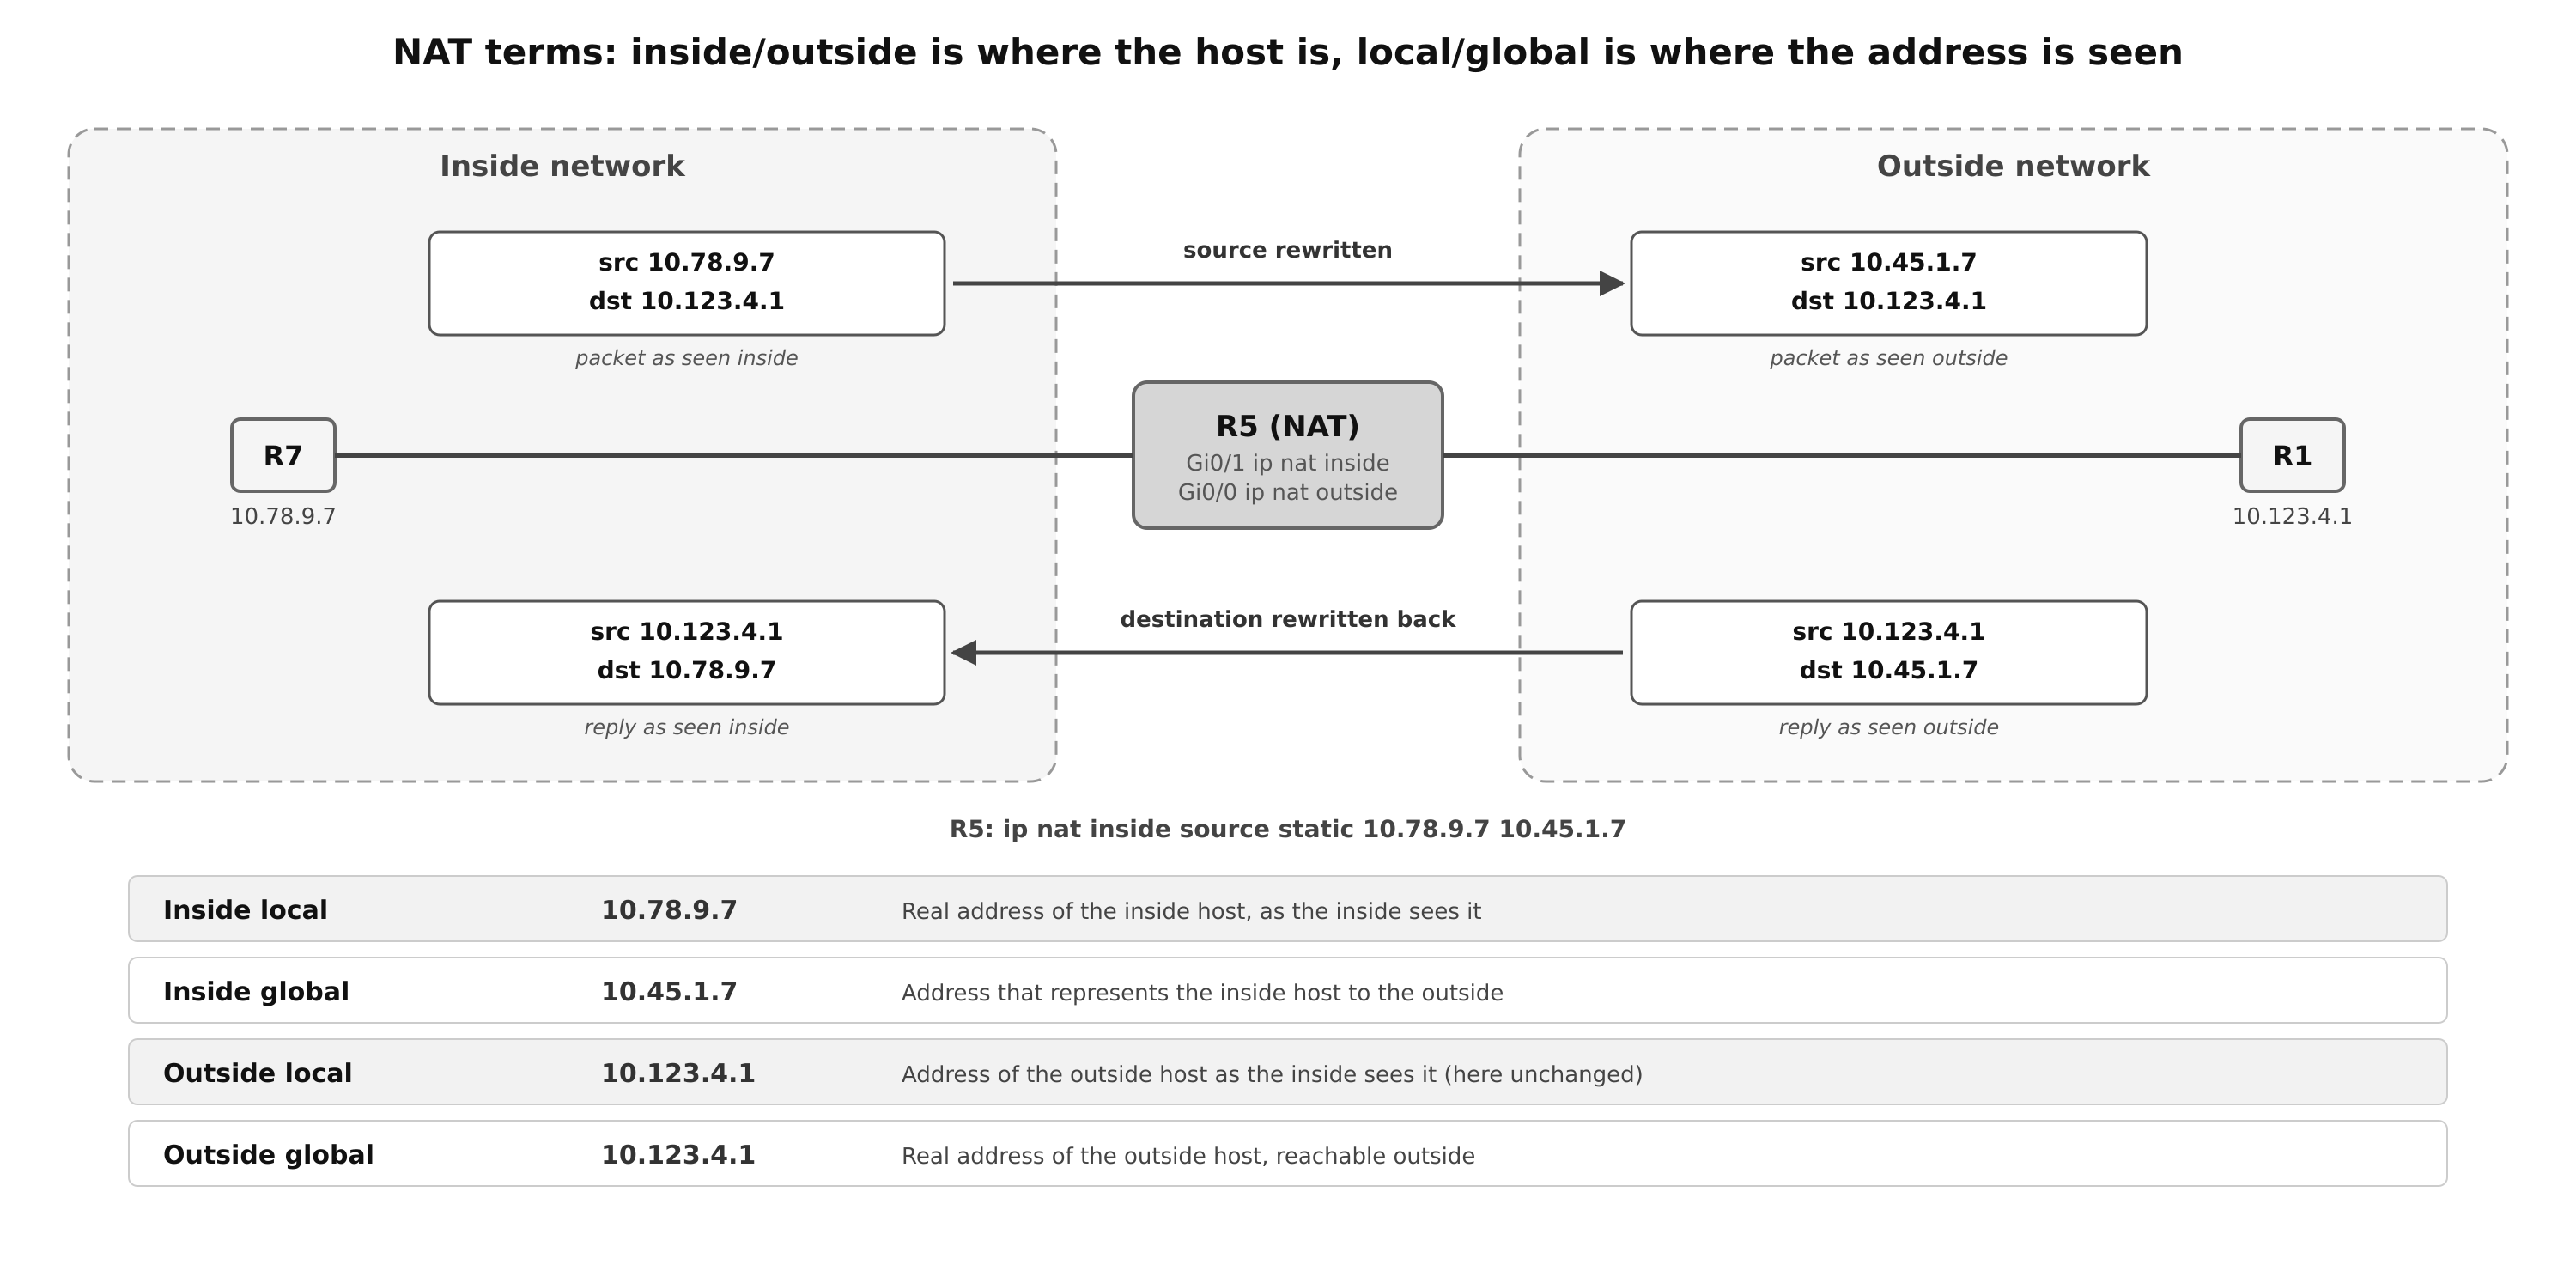 NAT terms: inside/outside is where the host is, local/global is where the address is seen
Inside network
Outside network
src 10.78.9.7
dst 10.123.4.1
packet as seen inside
source rewritten
src 10.45.1.7
dst 10.123.4.1
packet as seen outside
R7
10.78.9.7
R5 (NAT)
Gi0/1 ip nat inside
Gi0/0 ip nat outside
R1
10.123.4.1
src 10.123.4.1
dst 10.78.9.7
reply as seen inside
destination rewritten back
src 10.123.4.1
dst 10.45.1.7
reply as seen outside
R5: ip nat inside source static 10.78.9.7 10.45.1.7
Inside local 10.78.9.7 Real address of the inside host, as the inside sees it
Inside global 10.45.1.7 Address that represents the inside host to the outside
Outside local 10.123.4.1 Address of the outside host as the inside sees it (here unchanged)
Outside global 10.123.4.1 Real address of the outside host, reachable outside